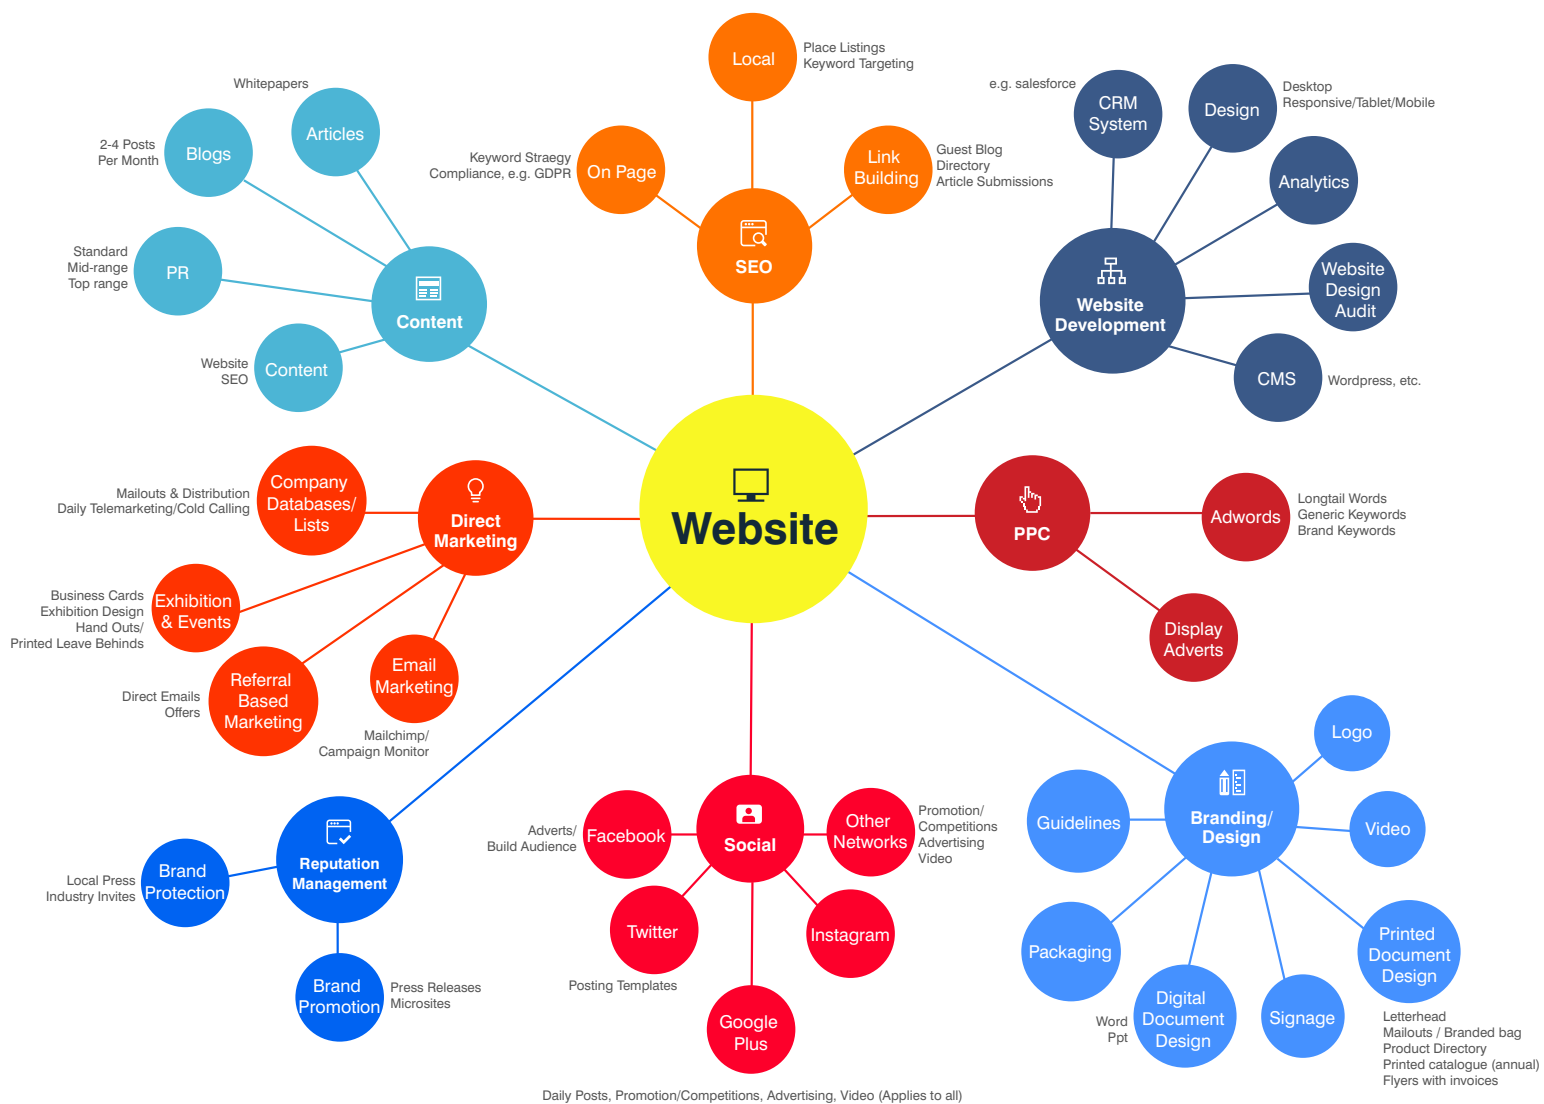 Local
Place Listings
Keyword Targeting
On Page
Keyword Straegy
Compliance, e.g. GDPR
Link
Building
Guest Blog
Directory
Article Submissions
SEO
Whitepapers
Articles
2-4 Posts
Per Month
Blogs
Standard
Mid-range
Top range
PR
Website
SEO
Content
Content
e.g. salesforce
CRM
System
Design
Desktop
Responsive/Tablet/Mobile
Analytics
Website
Design
Audit
CMS
Wordpress, etc.
Website
Development
Website
Company
Databases/
Lists
Mailouts & Distribution
Daily Telemarketing/Cold Calling
Direct
Marketing
Business Cards
Exhibition Design
Hand Outs/
Printed Leave Behinds
Exhibition
& Events
Direct Emails
Offers
Referral
Based
Marketing
Email
Marketing
Mailchimp/
Campaign Monitor
PPC
Adwords
Longtail Words
Generic Keywords
Brand Keywords
Display
Adverts
Reputation
Management
Local Press
Industry Invites
Brand
Protection
Brand
Promotion
Press Releases
Microsites
Social
Adverts/
Build Audience
Facebook
Other
Networks
Promotion/
Competitions
Advertising
Video
Twitter
Posting Templates
Instagram
Google
Plus
Branding/
Design
Logo
Guidelines
Video
Packaging
Word
Ppt
Digital
Document
Design
Signage
Printed
Document
Design
Letterhead
Mailouts / Branded bag
Product Directory
Printed catalogue (annual)
Flyers with invoices
Daily Posts, Promotion/Competitions, Advertising, Video (Applies to all)